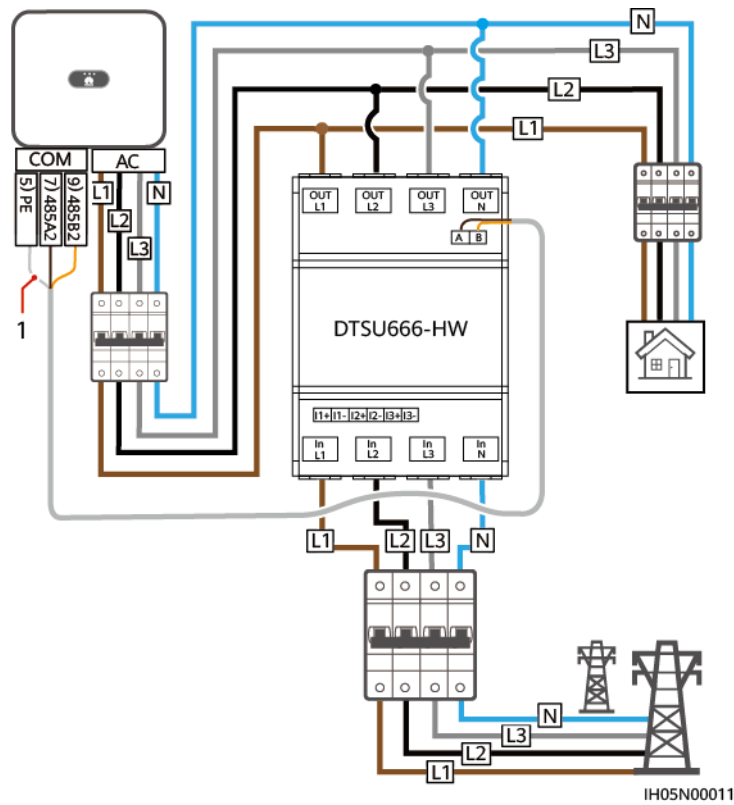 N
L3
L2
L1
COM
AC
5) PE
7) 485A2
9) 485B2
L1
L2
L3
N
1
OUT L1
OUT L2
OUT L3
OUT N
A B
DTSU666-HW
I1+ I1- I2+ I2- I3+ I3-
In L1
In L2
In L3
In N
L1
L2
L3
N
N
L3
L2
L1
IH05N00011